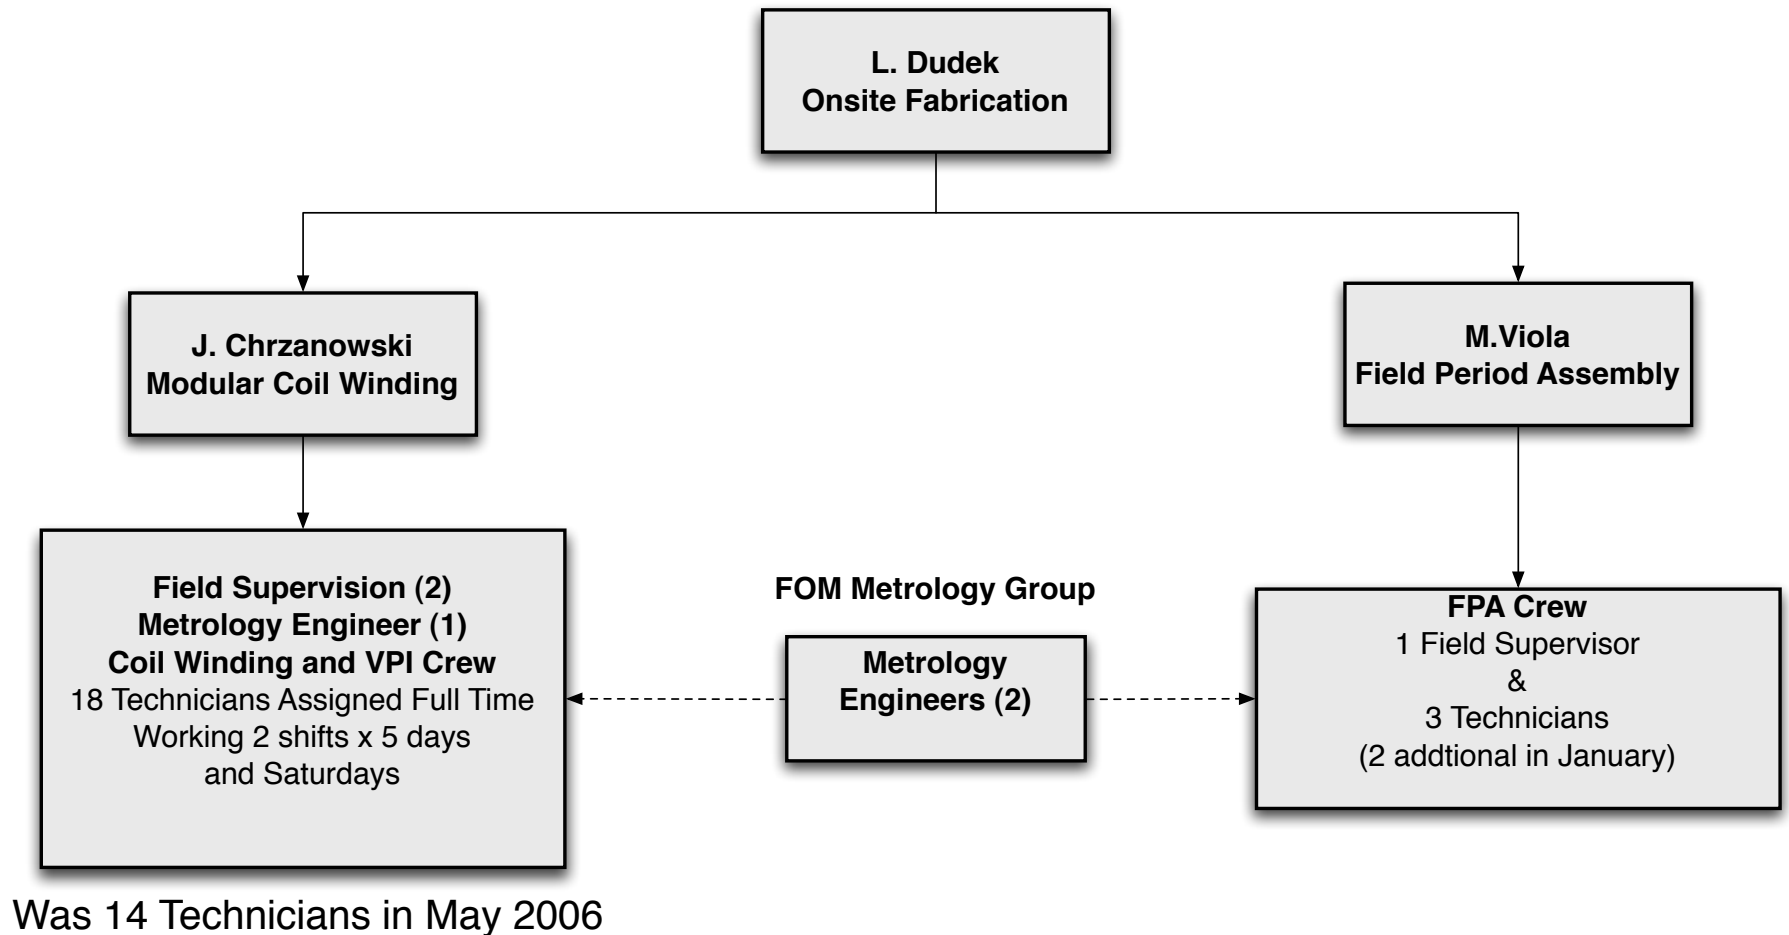 L. Dudek
Onsite Fabrication
J. Chrzanowski
Modular Coil Winding
M.Viola
Field Period Assembly
Field Supervision (2)
Metrology Engineer (1)
Coil Winding and VPI Crew
18 Technicians Assigned Full Time
Working 2 shifts x 5 days
and Saturdays
FOM Metrology Group
Metrology
Engineers (2)
FPA Crew
1 Field Supervisor
&
3 Technicians
(2 addtional in January)
Was 14 Technicians in May 2006